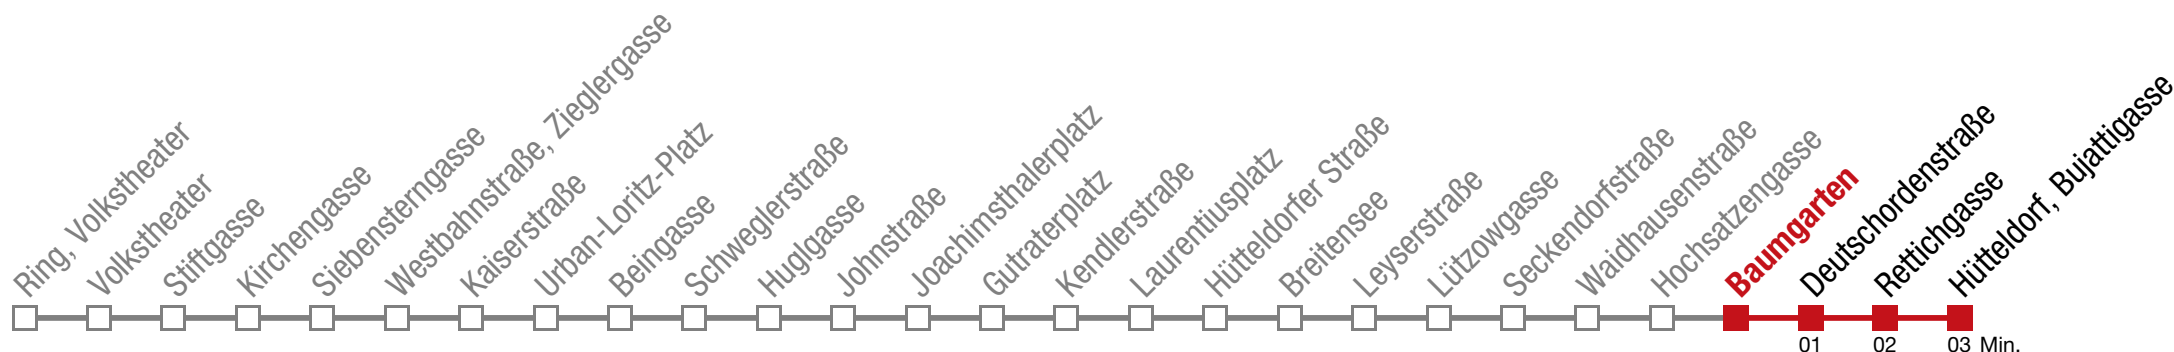 Ring, Volkstheater
Volkstheater
Stiftgasse
Kirchengasse
Siebensterngasse
Westbahnstraße, Zieglergasse
Kaiserstraße
Urban-Loritz-Platz
Beingasse
Schweglerstraße
Huglgasse
Johnstraße
Joachimsthalerplatz
Gutraterplatz
Kendlerstraße
Laurentiusplatz
Hütteldorfer Straße
Breitensee
Leyserstraße
Lützowgasse
Seckendorfstraße
Waidhausenstraße
Hochsatzengasse
Baumgarten
Deutschordenstraße
Rettichgasse
Hütteldorf, Bujattigasse
01 02 03 Min.